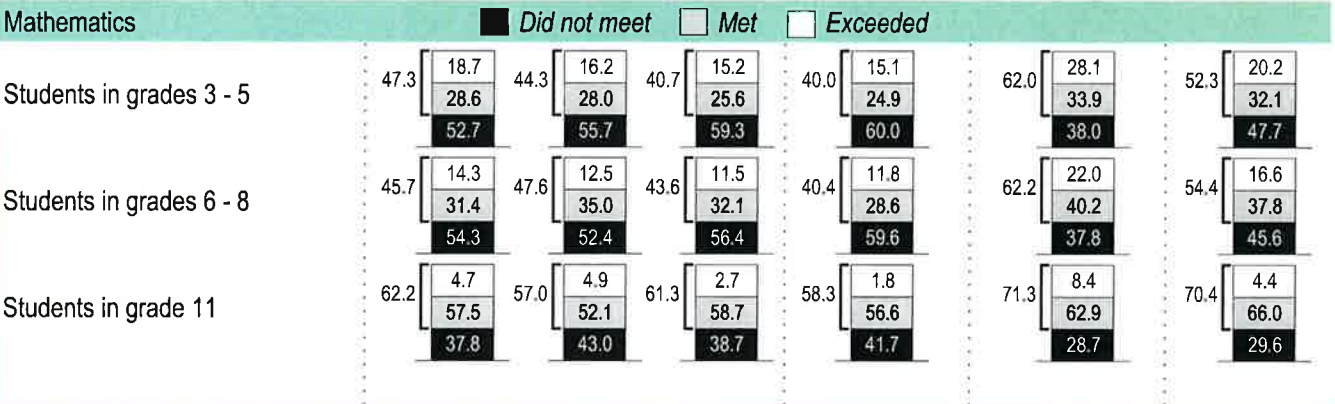 Mathematics Did not meet Met Exceeded
18.7 16.2 15.2 15.1 28.1 20.2
47.3 44.3 40.7 40.0 62.0 52.3
Students in grades 3 - 5 28.6 28.0 25.6 24.9 33.9 32.1
52.7 55.7 59.3 60.0 38.0 47.7
14.3 12.5 11.5 11.8 22.0 16.6
45.7 47.6 43.6 40.4 62.2 54.4
Students in grades 6 - 8 31.4 35.0 32.1 28.6 40.2 37.8
54.3 52.4 56.4 59.6 37.8 45.6
4.7 4.9 2.7 1.8 8.4 4.4
62.2 57.0 61.3 58.3 71.3 70.4
Students in grade 11 57.5 52.1 58.7 56.6 62.9 66.0
37.8 43.0 38.7 41.7 28.7 29.6